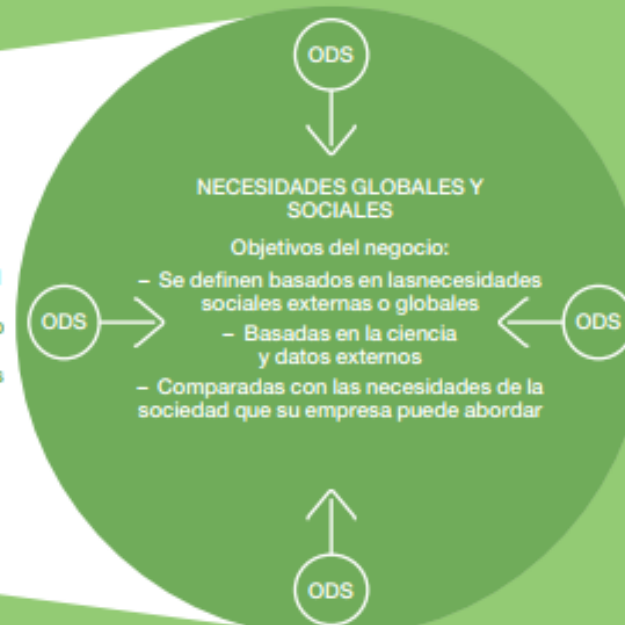 ODS
NECESIDADES GLOBALES Y
SOCIALES
Objetivos del negocio:
– Se definen basados en lasnecesidades
sociales externas o globales
ODS
ODS
– Basadas en la ciencia
y datos externos
– Comparadas con las necesidades de la
sociedad que su empresa puede abordar
ODS